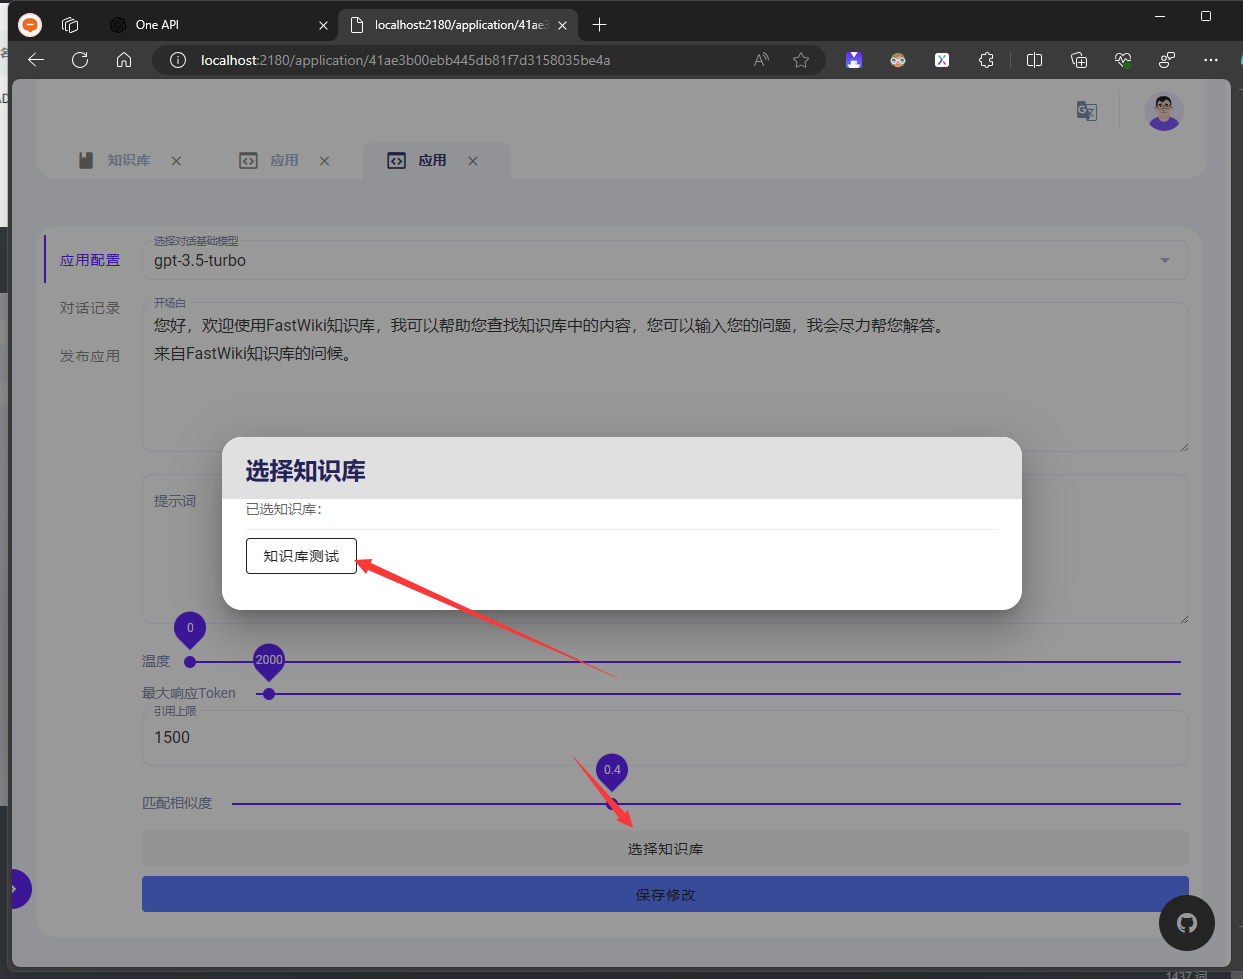 One API
localhost:2180/application/41ae3
localhost:2180/application/41ae3b00ebb445db81f7d3158035be4a
知识库
应用
应用
应用配置
对话记录
发布应用
选择对话基础模型
gpt-3.5-turbo
开场白
您好，欢迎使用FastWiki知识库，我可以帮助您查找知识库中的内容，您可以输入您的问题，我会尽力帮您解答。
来自FastWiki知识库的问候。
提示词
选择知识库
已选知识库：
知识库测试
0
温度
2000
最大响应Token
引用上限
1500
0.4
匹配相似度
选择知识库
保存修改
1437 词